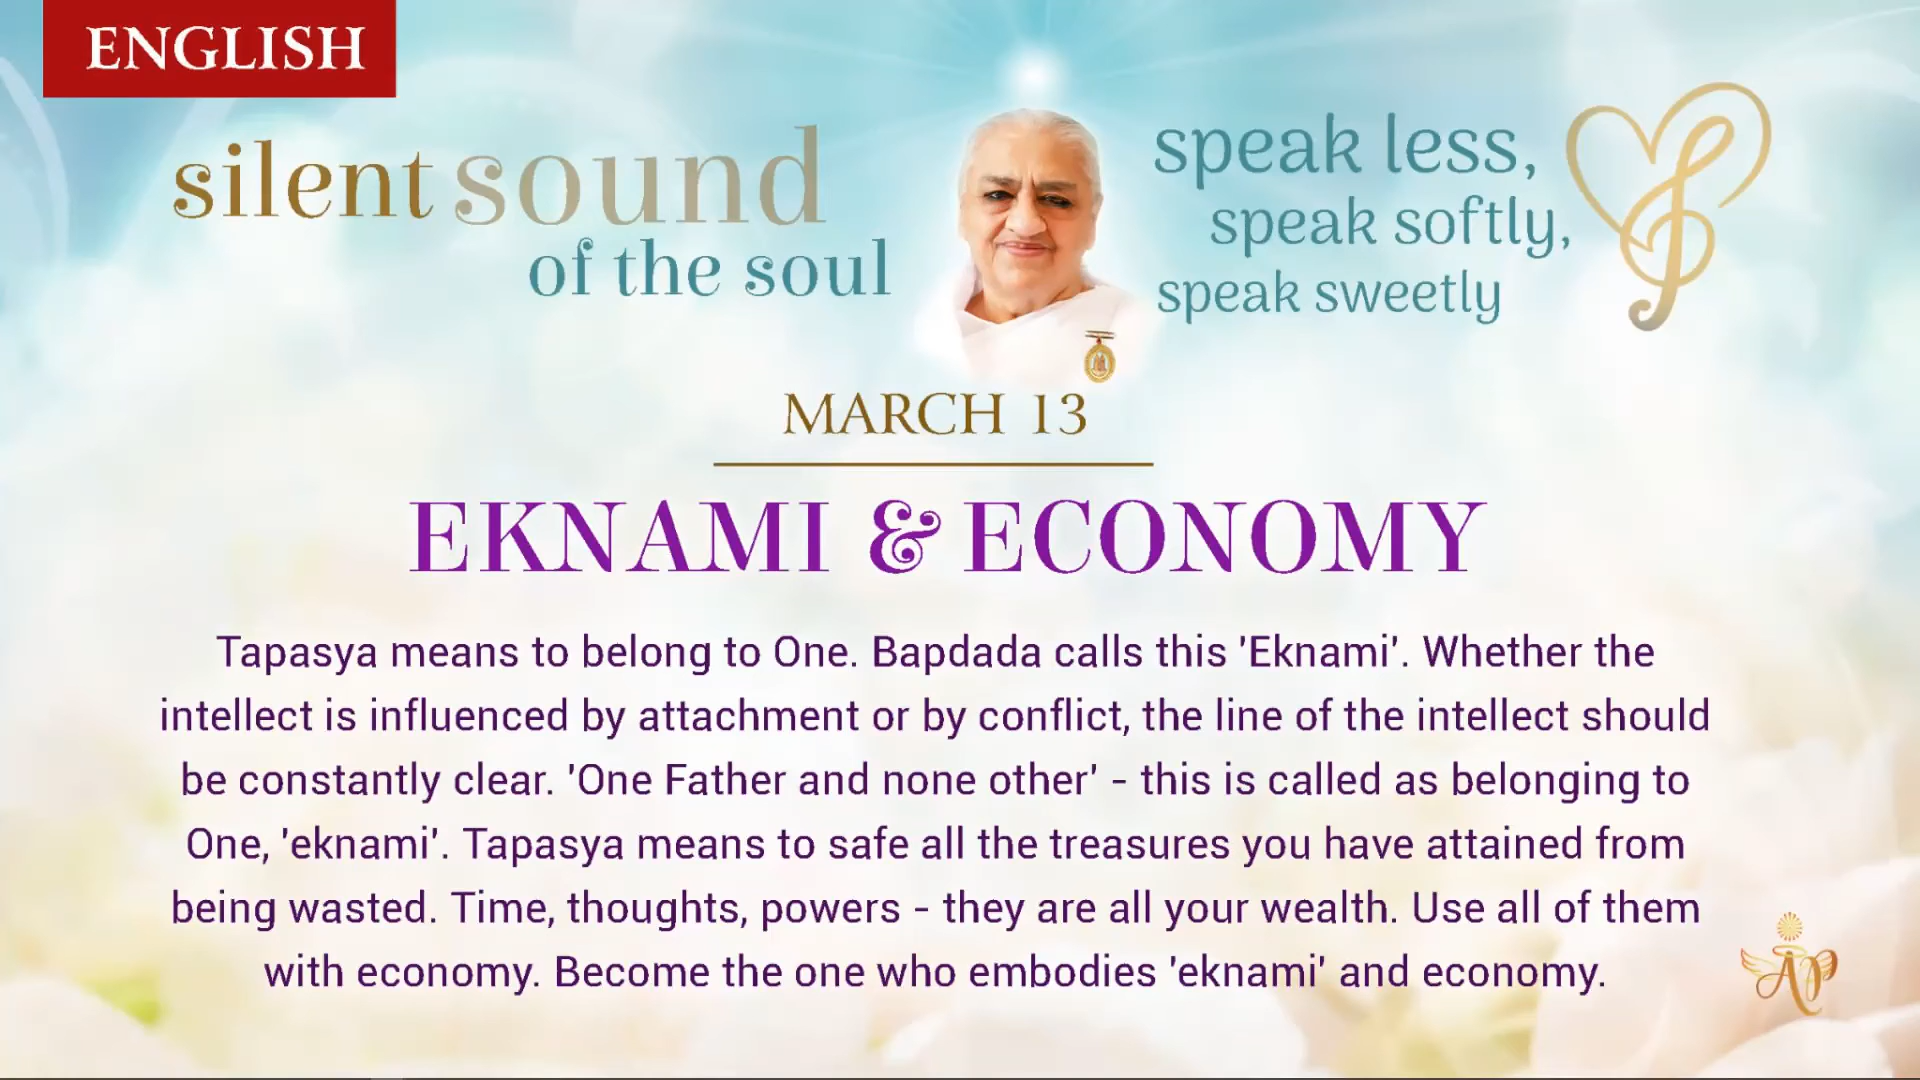 ENGLISH
silent sound
of the soul
speak less,
speak softly,
speak sweetly
MARCH 13
EKNAMI & ECONOMY
Tapasya means to belong to One. Bapdada calls this 'Eknami'. Whether the
intellect is influenced by attachment or by conflict, the line of the intellect should
be constantly clear. 'One Father and none other' - this is called as belonging to
One, 'eknami'. Tapasya means to safe all the treasures you have attained from
being wasted. Time, thoughts, powers - they are all your wealth. Use all of them
with economy. Become the one who embodies 'eknami' and economy.
AP